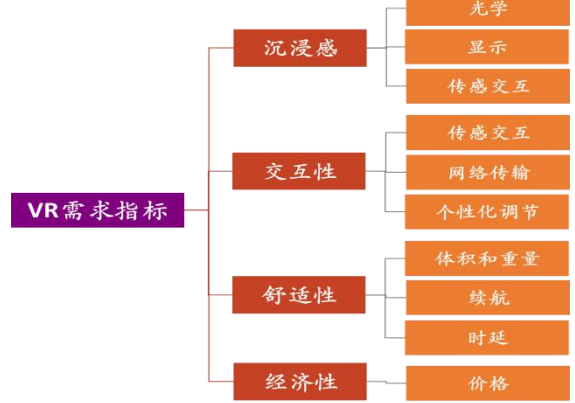 VR需求指标
沉浸感
光学
显示
传感交互
交互性
传感交互
网络传输
个性化调节
舒适性
体积和重量
续航
时延
经济性
价格